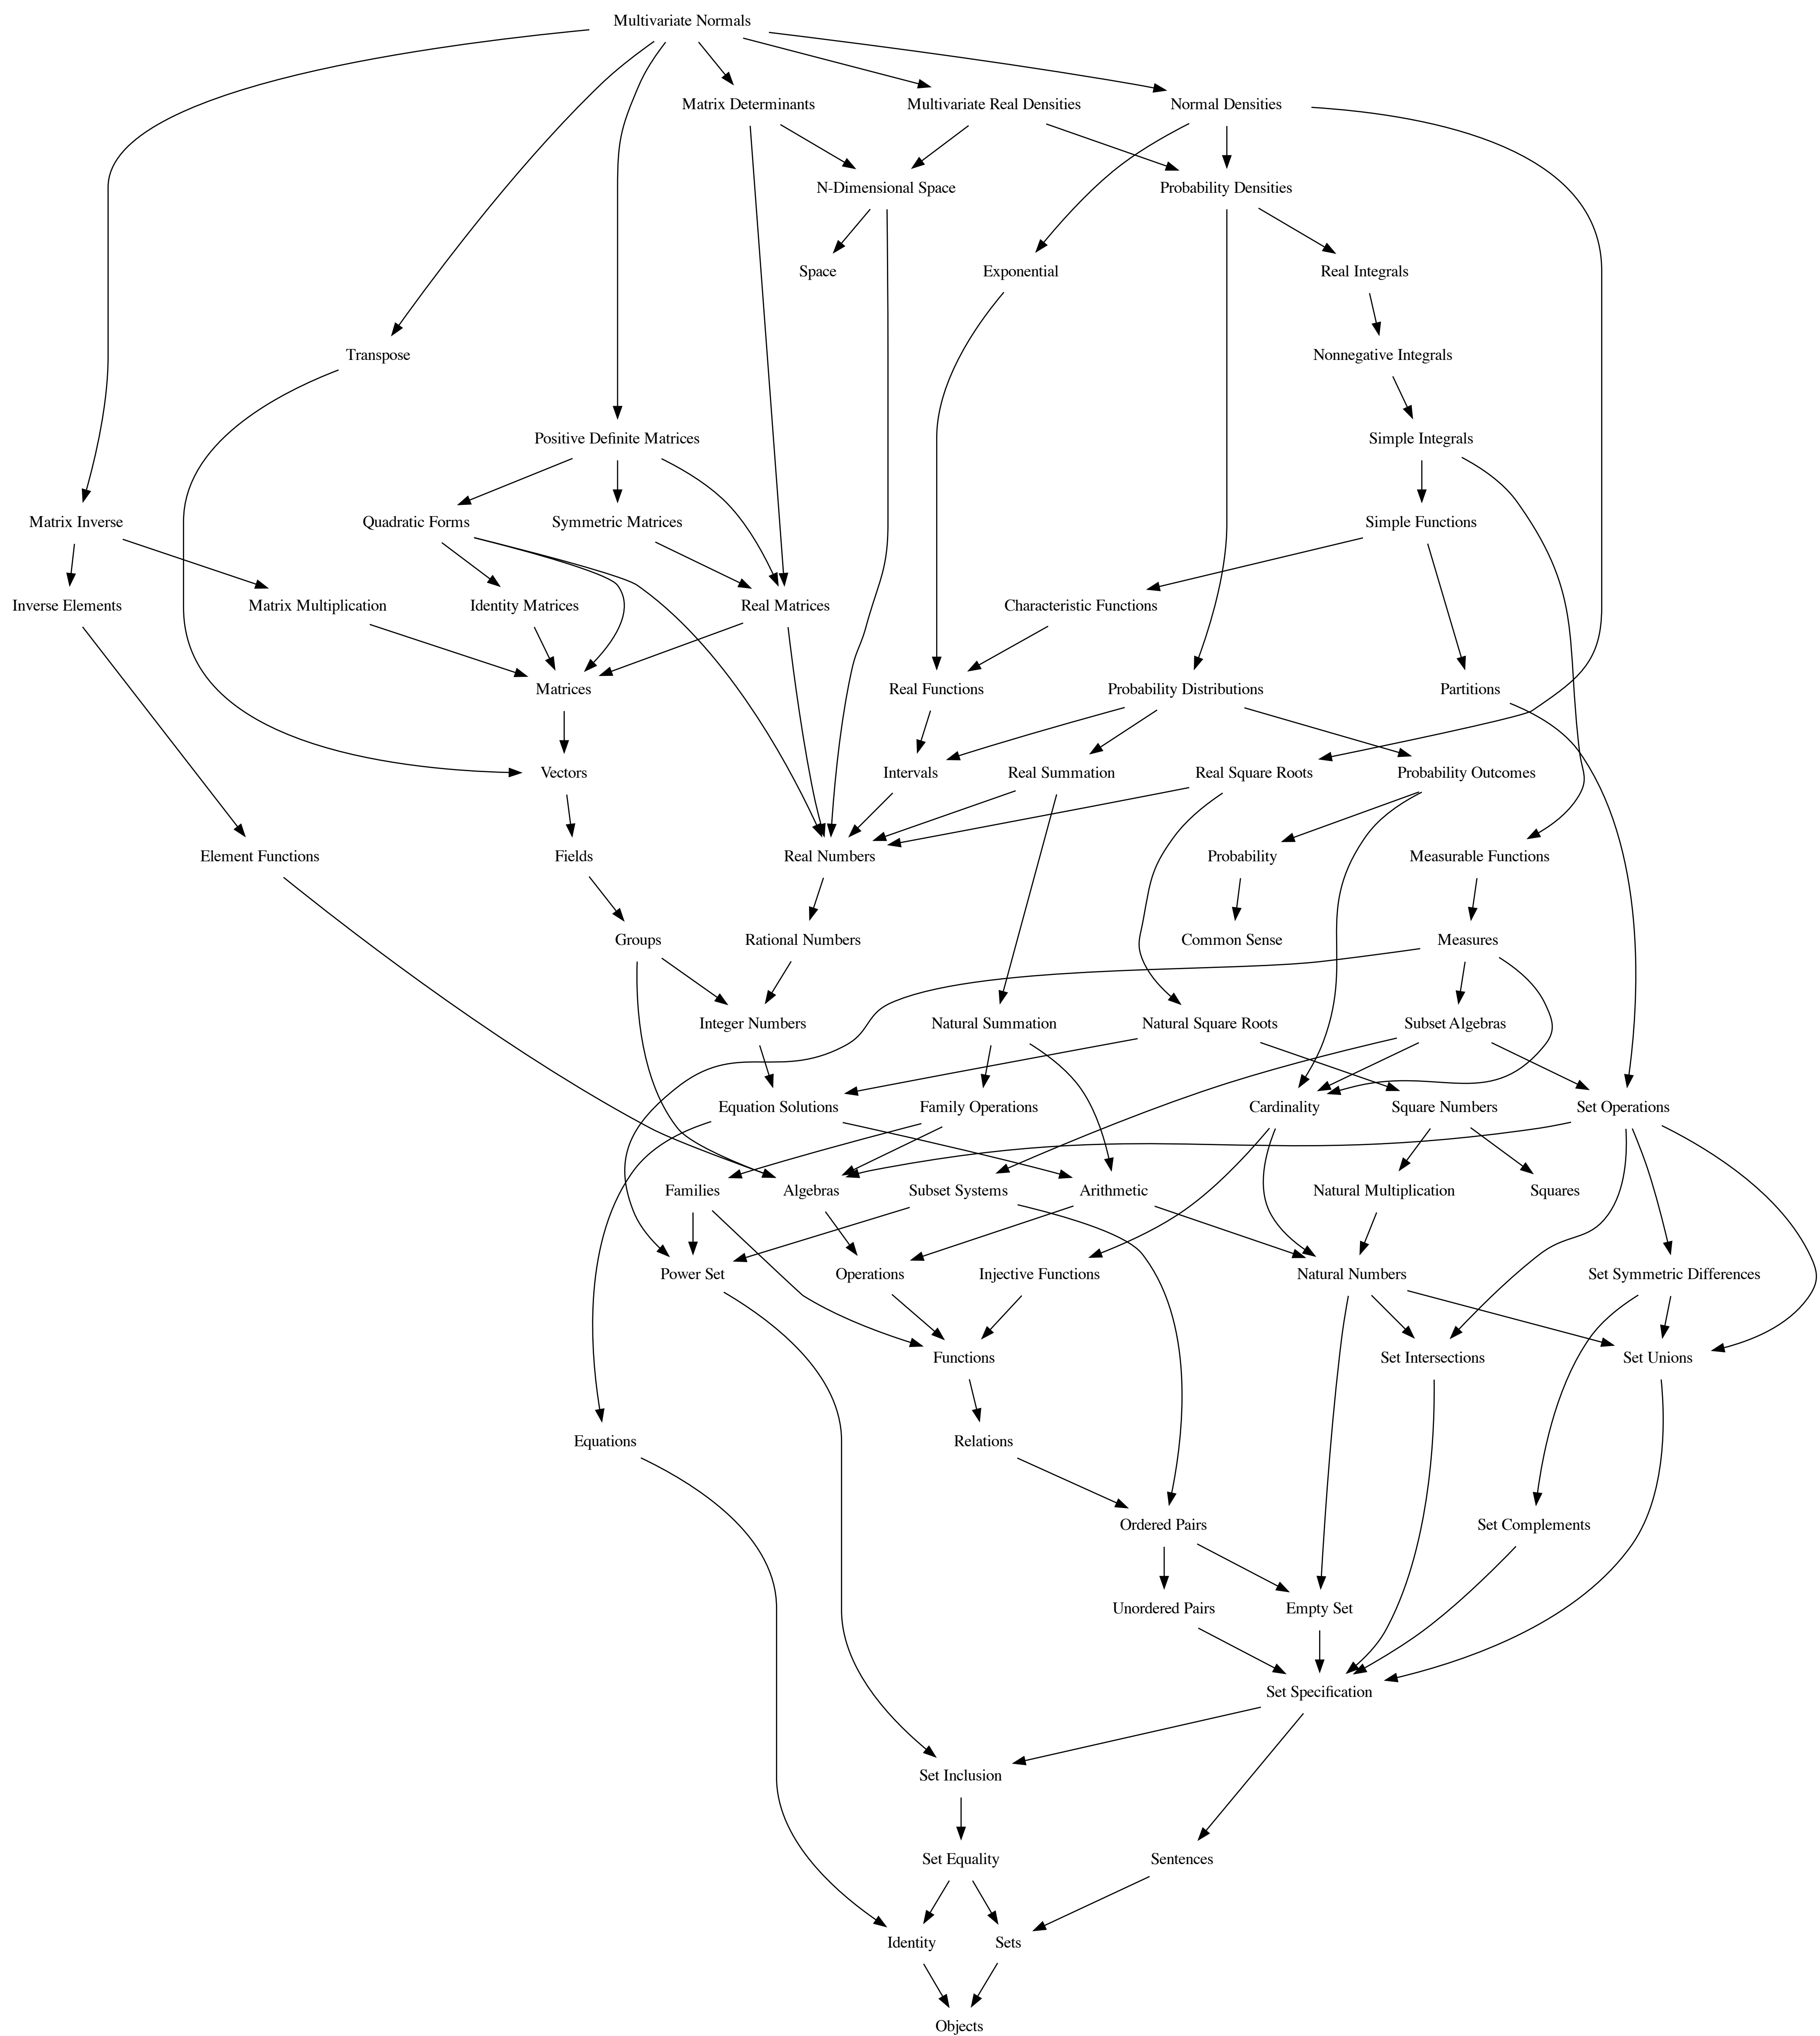 Multivariate Normals
Matrix Determinants
Multivariate Real Densities
Normal Densities
N-Dimensional Space
Probability Densities
Space
Exponential
Real Integrals
Transpose
Nonnegative Integrals
Positive Definite Matrices
Simple Integrals
Matrix Inverse
Quadratic Forms
Symmetric Matrices
Simple Functions
Inverse Elements
Matrix Multiplication
Identity Matrices
Real Matrices
Characteristic Functions
Matrices
Real Functions
Probability Distributions
Partitions
Vectors
Intervals
Real Summation
Real Square Roots
Probability Outcomes
Element Functions
Fields
Real Numbers
Probability
Measurable Functions
Groups
Rational Numbers
Common Sense
Measures
Integer Numbers
Natural Summation
Natural Square Roots
Subset Algebras
Equation Solutions
Family Operations
Cardinality
Square Numbers
Set Operations
Families
Algebras
Subset Systems
Arithmetic
Natural Multiplication
Squares
Power Set
Operations
Injective Functions
Natural Numbers
Set Symmetric Differences
Functions
Set Intersections
Set Unions
Equations
Relations
Ordered Pairs
Set Complements
Unordered Pairs
Empty Set
Set Specification
Set Inclusion
Set Equality
Sentences
Identity
Sets
Objects